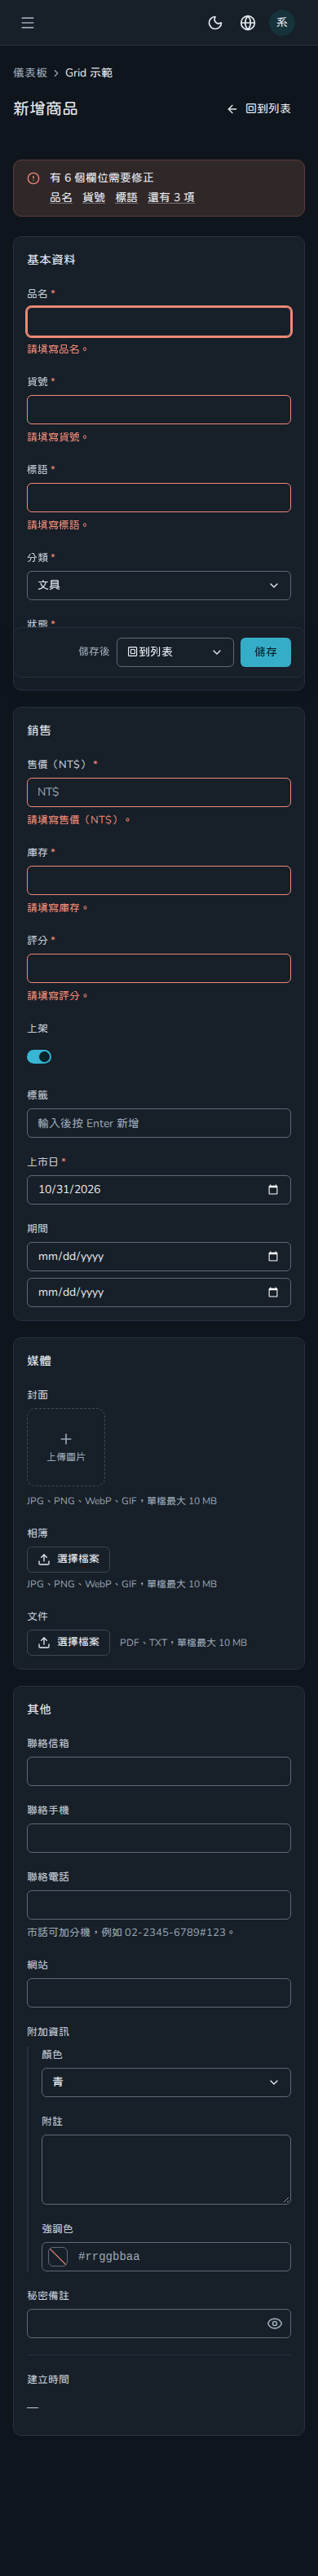 系
儀表板 > Grid 示範
新增商品
回到列表
有 6 個欄位需要修正
品名 貨號 標語 還有 3 項
基本資料
品名 *
請填寫品名。
貨號 *
請填寫貨號。
標語 *
請填寫標語。
分類 *
文具
狀態 *
儲存後 回到列表 儲存
銷售
售價（NT$） *
NT$
請填寫售價（NT$）。
庫存 *
請填寫庫存。
評分 *
請填寫評分。
上架
標籤
輸入後按 Enter 新增
上市日 *
10/31/2026
期間
mm/dd/yyyy
mm/dd/yyyy
媒體
封面
上傳圖片
JPG、PNG、WebP、GIF，單檔最大 10 MB
相簿
選擇檔案
JPG、PNG、WebP、GIF，單檔最大 10 MB
文件
選擇檔案 PDF、TXT，單檔最大 10 MB
其他
聯絡信箱
聯絡手機
聯絡電話
市話可加分機，例如 02-2345-6789#123。
網站
附加資訊
顏色
青
附註
強調色
#rrggbbaa
秘密備註
建立時間
—